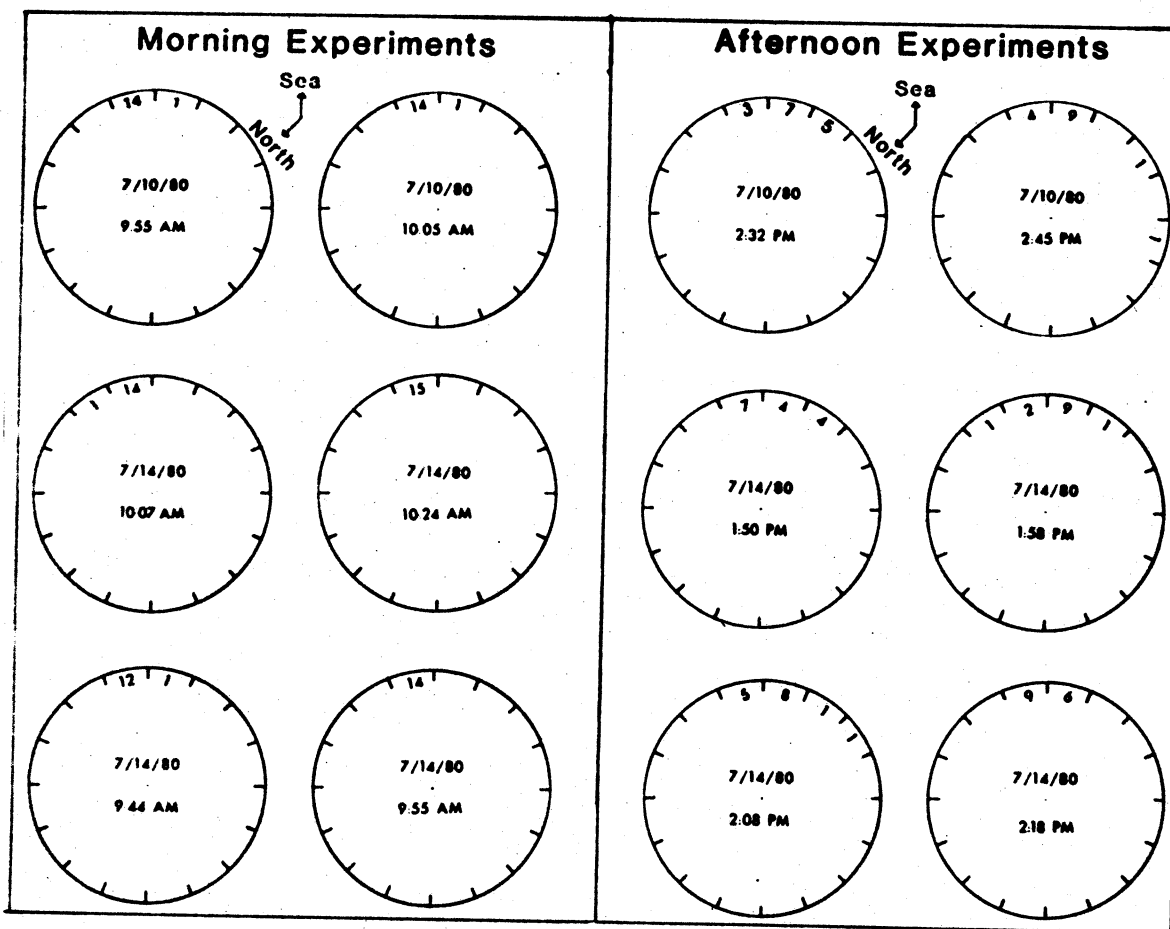 Morning Experiments
Sea
North
14 1
7/10/80
9:55 AM
14 1
7/10/80
10:05 AM
1 14
7/14/80
10:07 AM
15
7/14/80
10:24 AM
12 1
7/14/80
9:44 AM
14
7/14/80
9:55 AM
Afternoon Experiments
Sea
North
3 7 5
7/10/80
2:32 PM
9
1
1
7/10/80
2:45 PM
7 4 4
7/14/80
1:50 PM
1 2 9 1
7/14/80
1:58 PM
5 8 1 1
7/14/80
2:08 PM
9 6
7/14/80
2:18 PM